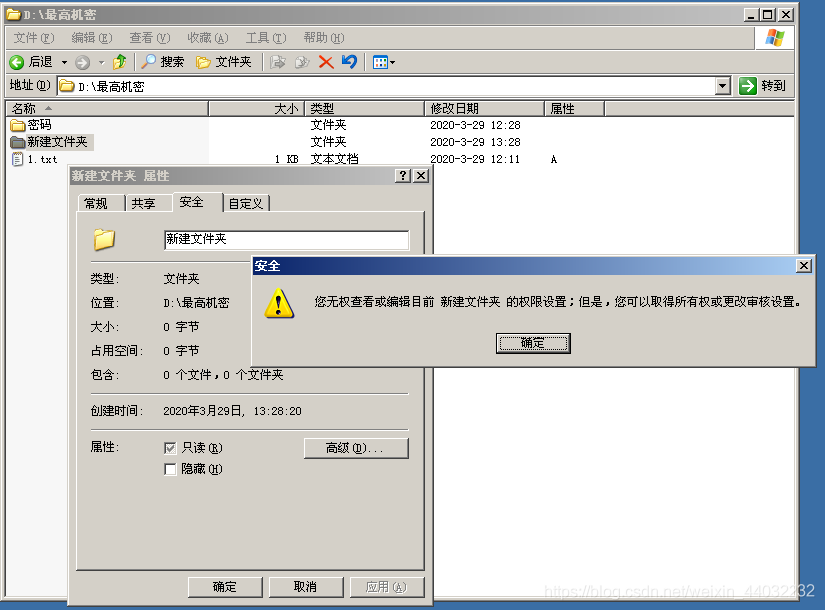 D:\最高机密
文件(F) 编辑(E) 查看(V) 收藏(A) 工具(T) 帮助(H)
后退 搜索 文件夹
地址(D) D:\最高机密 转到
名称 大小 类型 修改日期 属性
密码 文件夹 2020-3-29 12:28
新建文件夹 文件夹 2020-3-29 13:28
1.txt 1 KB 文本文档 2020-3-29 12:11 A
新建文件夹 属性
常规 共享 安全 自定义
新建文件夹
类型: 文件夹
位置: D:\最高机密
大小: 0 字节
占用空间: 0 字节
包含: 0 个文件,0 个文件夹
创建时间: 2020年3月29日, 13:28:20
属性: 只读(R) 高级(D)...
隐藏(H)
确定 取消 应用(A)
安全
您无权查看或编辑目前 新建文件夹 的权限设置;但是,您可以取得所有权或更改审核设置。
确定
https://blog.csdn.net/weixin_44032232